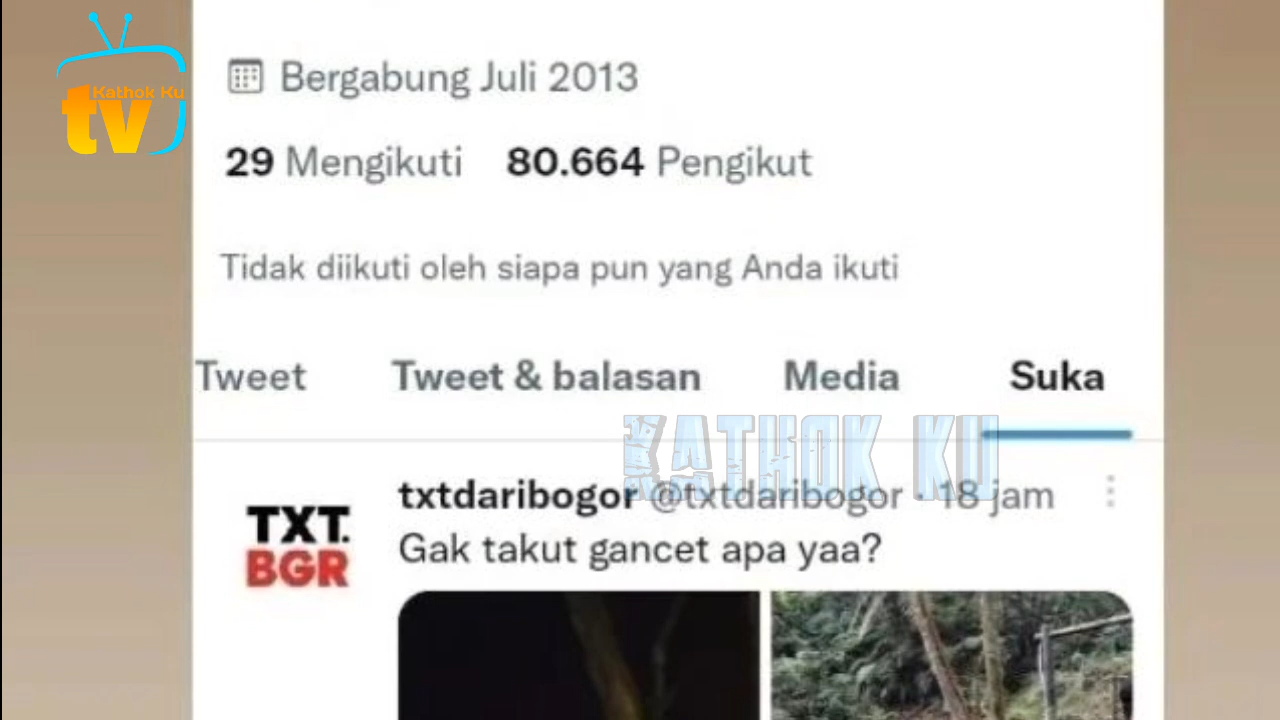 Kathok Ku
tv
Bergabung Juli 2013
29 Mengikuti 80.664 Pengikut
Tidak diikuti oleh siapa pun yang Anda ikuti
Tweet Tweet & balasan Media Suka
KATHOK KU
txtdaribogor @txtdaribogor · 18 jam
TXT.
BGR
Gak takut gancet apa yaa?